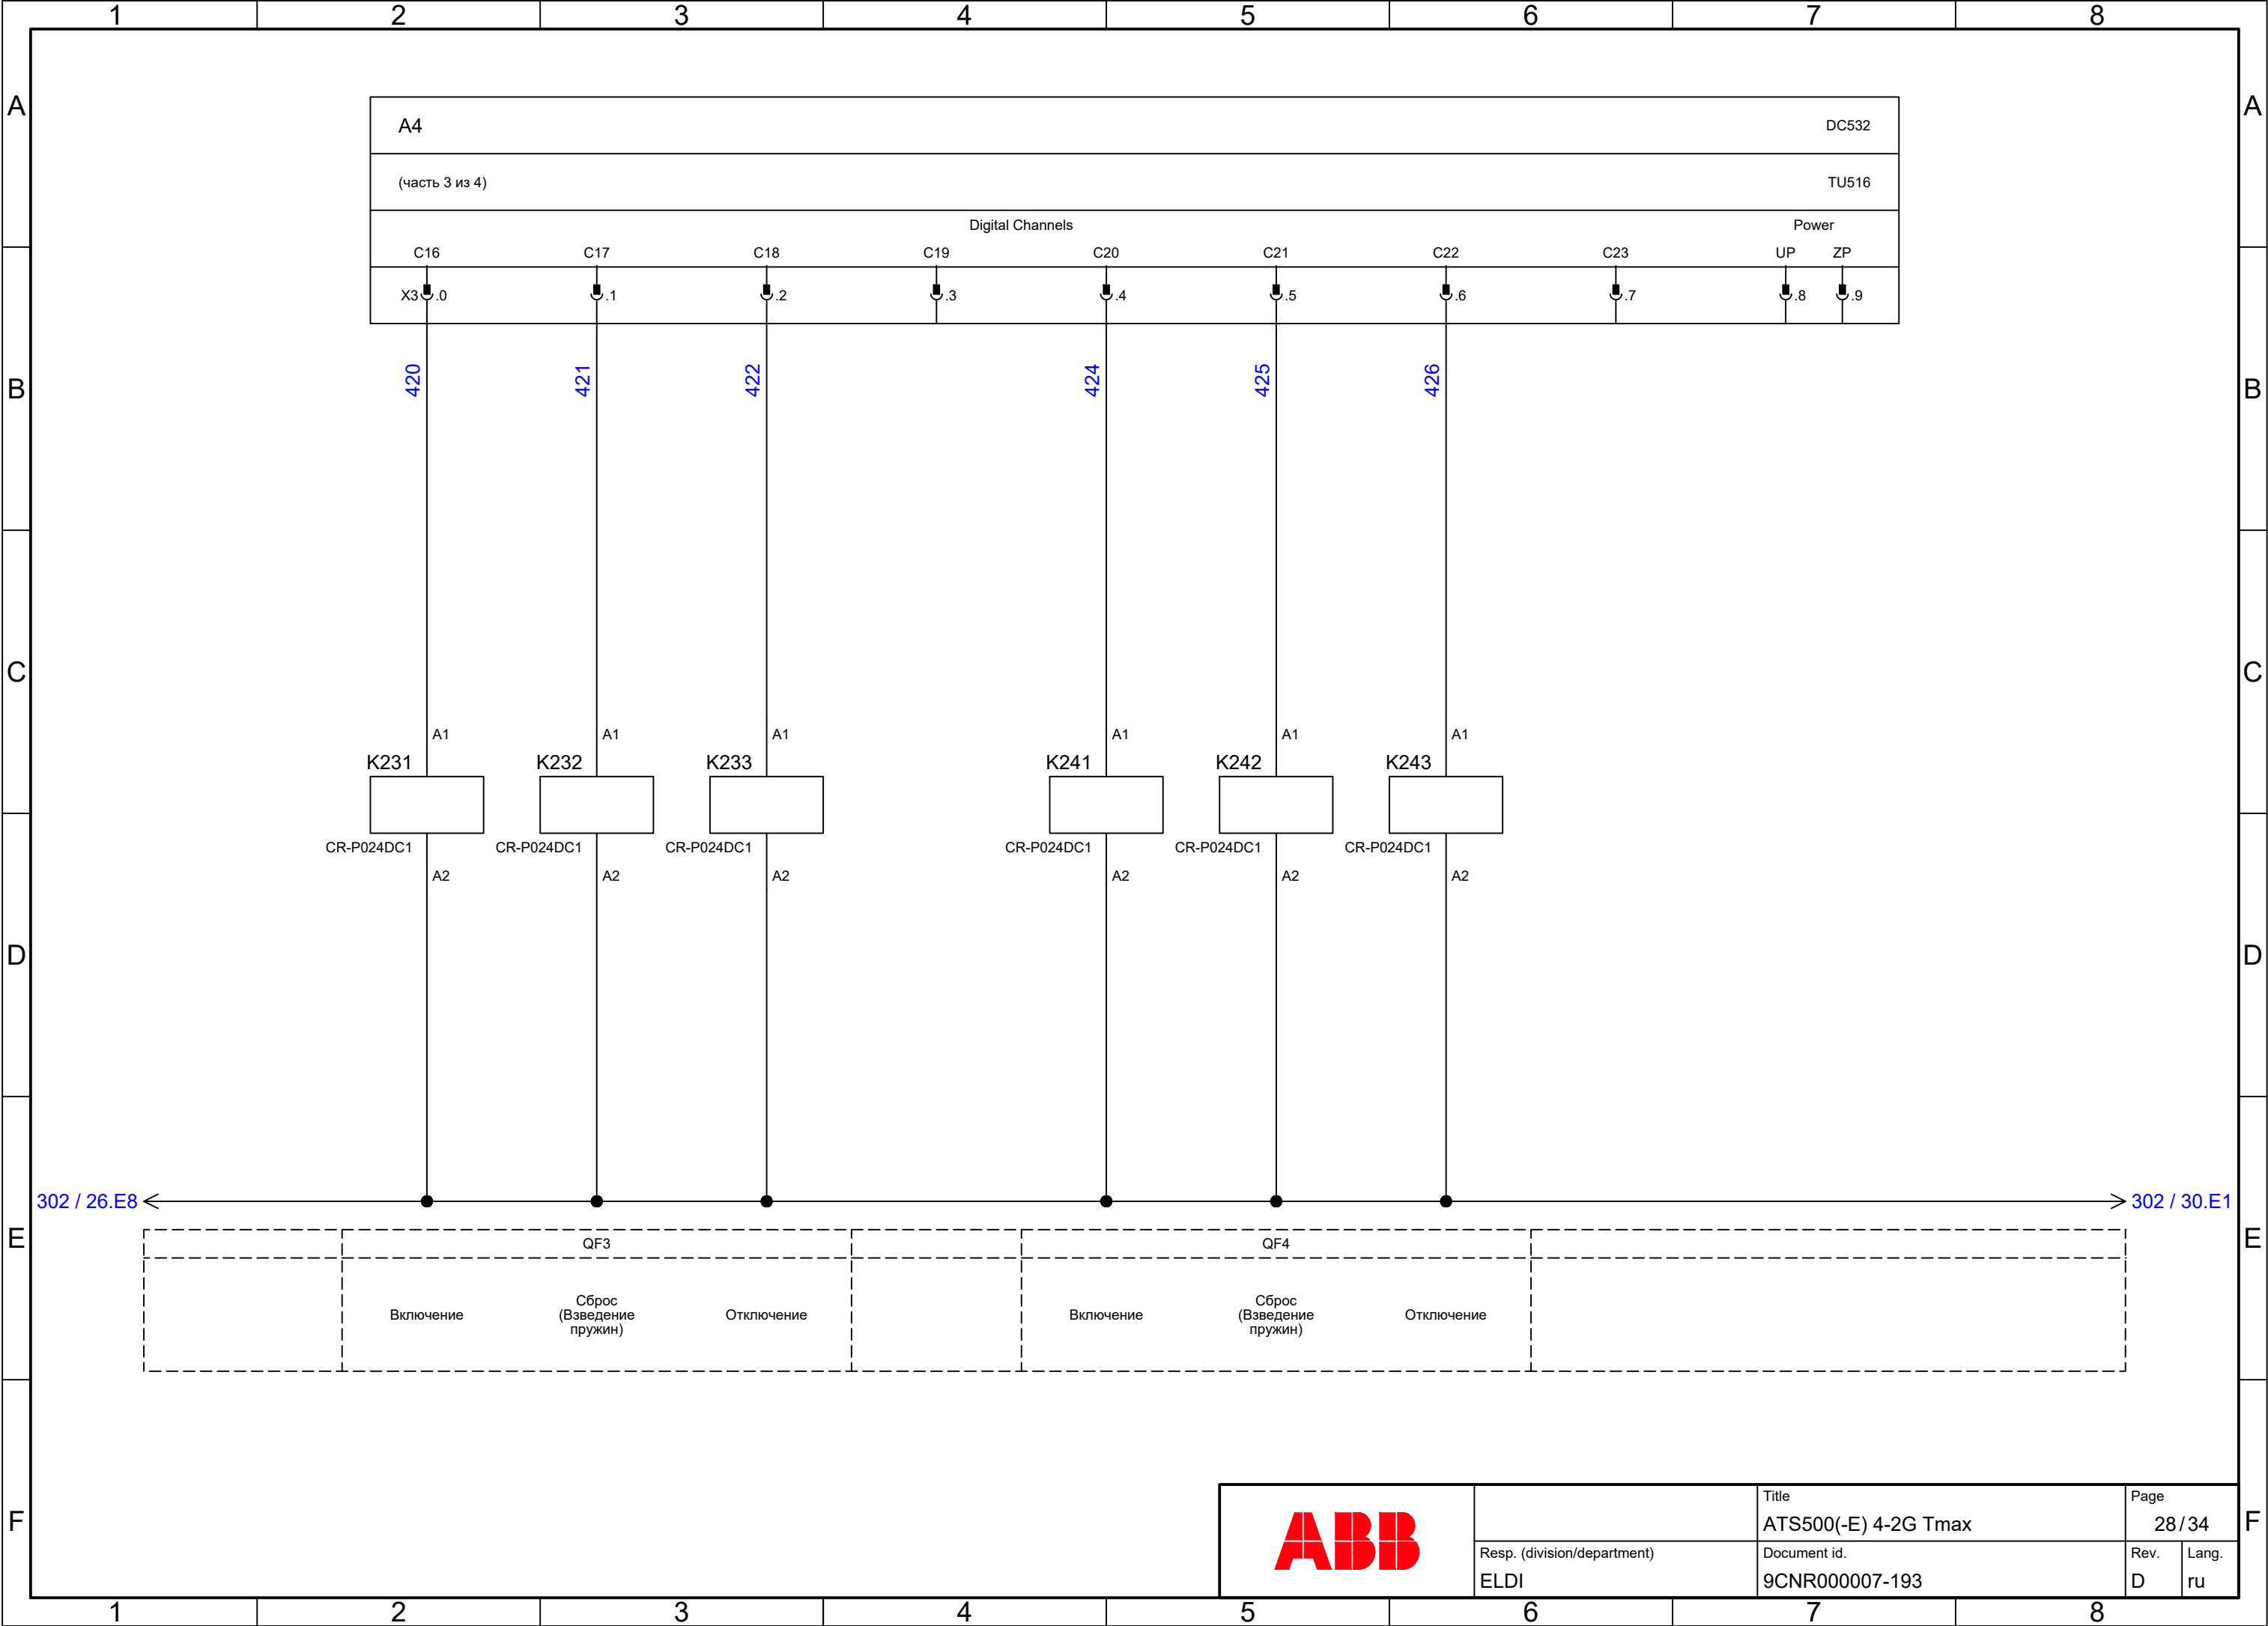 1 2 3 4 5 6 7 8
A A
A4 DC532
(часть 3 из 4) TU516
Digital Channels Power
C16 C17 C18 C19 C20 C21 C22 C23 UP ZP
X3 .0 .1 .2 .3 .4 .5 .6 .7 .8 .9
420 421 422 424 425 426
B B
C C
A1 A1 A1 A1 A1 A1
K231 K232 K233 K241 K242 K243
CR-P024DC1 CR-P024DC1 CR-P024DC1 CR-P024DC1 CR-P024DC1 CR-P024DC1
A2 A2 A2 A2 A2 A2
D D
302 / 26.E8 302 / 30.E1
E E
QF3 QF4
Включение
Сброс
(Взведение
пружин)
Отключение
Включение
Сброс
(Взведение
пружин)
Отключение
F F
ABB
Title
ATS500(-E) 4-2G Tmax
Page
28/34
Resp. (division/department)
ELDI
Document id.
9CNR000007-193
Rev.
D
Lang.
ru
1 2 3 4 5 6 7 8